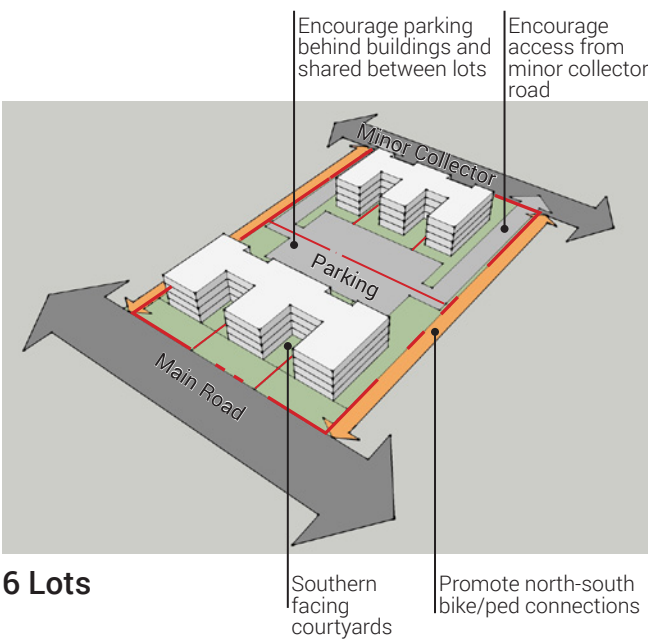 Encourage parking
behind buildings and
shared between lots
Encourage
access from
minor collector
road
Minor Collector
Parking
Main Road
6 Lots
Southern
facing
courtyards
Promote north-south
bike/ped connections